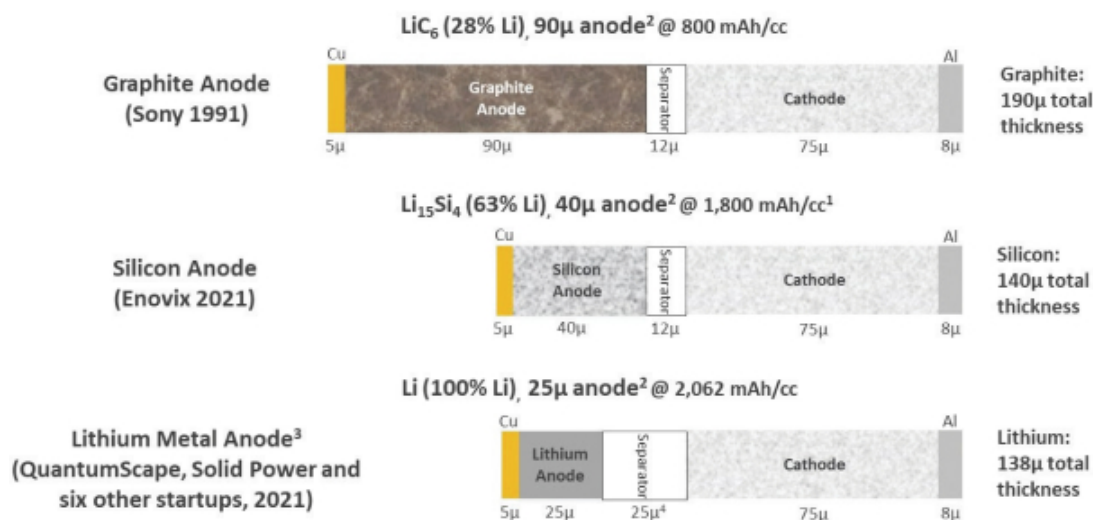 LiC₆ (28% Li), 90µ anode² @ 800 mAh/cc
Cu
Al
Graphite Anode
(Sony 1991)
Graphite
Anode
Separator
Cathode
Graphite:
190µ total
thickness
5µ
90µ
12µ
75µ
8µ
Li₁₅Si₄ (63% Li), 40µ anode² @ 1,800 mAh/cc¹
Cu
Al
Silicon Anode
(Enovix 2021)
Silicon
Anode
Separator
Cathode
Silicon:
140µ total
thickness
5µ
40µ
12µ
75µ
8µ
Li (100% Li), 25µ anode² @ 2,062 mAh/cc
Cu
Al
Lithium Metal Anode³
(QuantumScape, Solid Power and
six other startups, 2021)
Lithium
Anode
Separator
Cathode
Lithium:
138µ total
thickness
5µ
25µ
25µ⁴
75µ
8µ